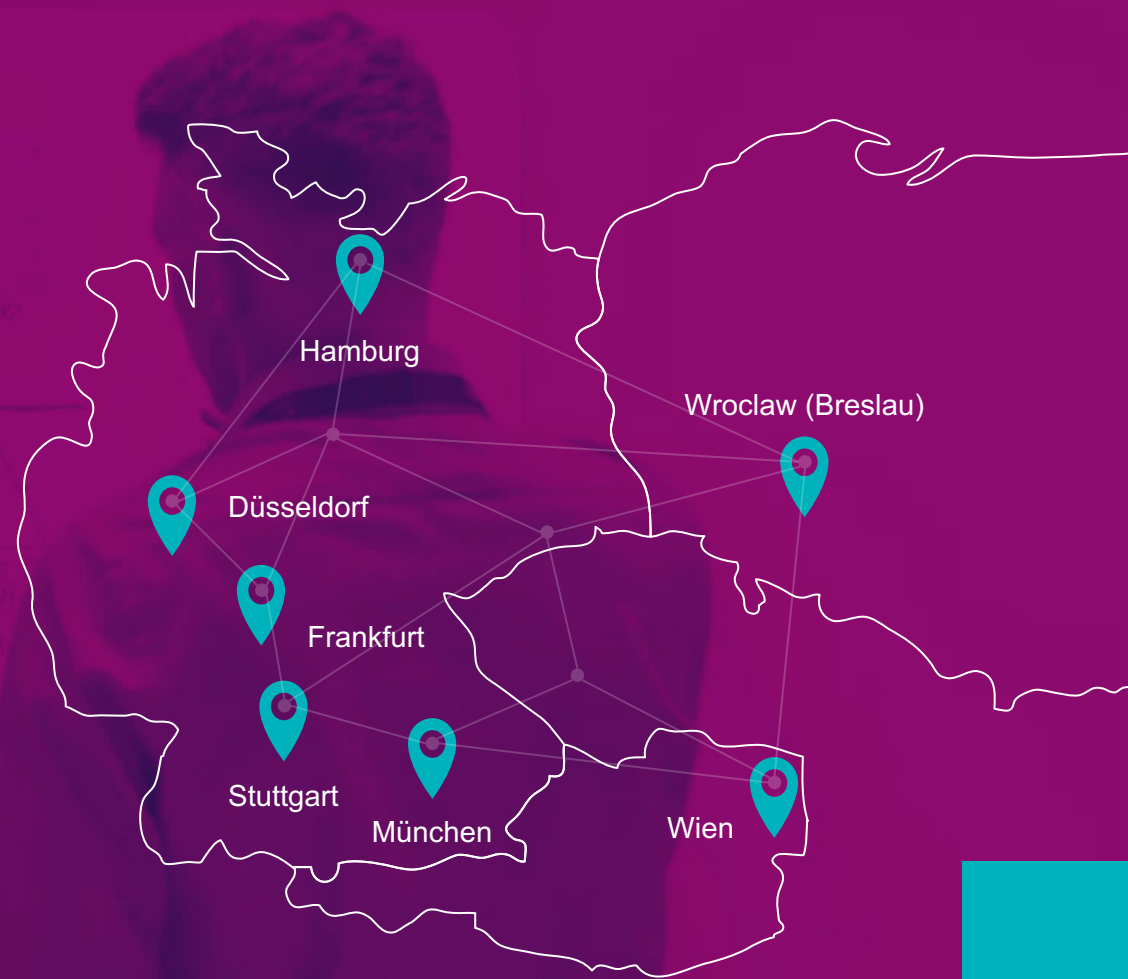 Hamburg
Wroclaw (Breslau)
Düsseldorf
Frankfurt
Stuttgart
München
Wien